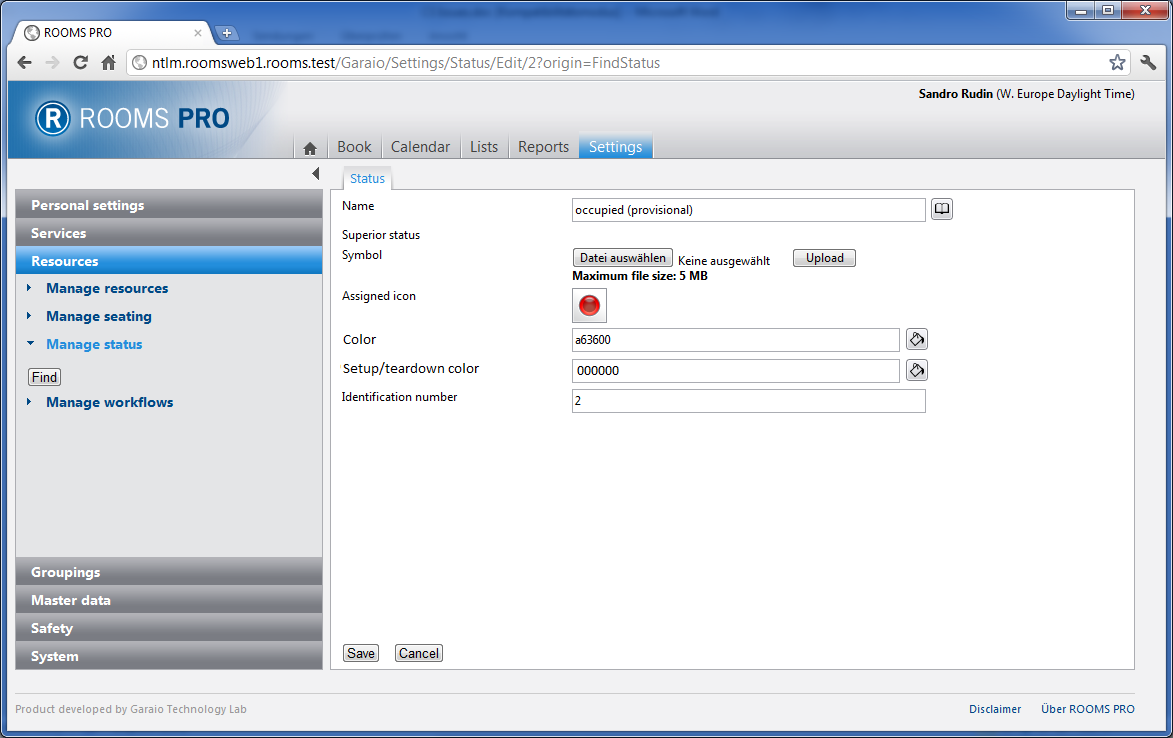 ROOMS PRO
ntlm.roomsweb1.rooms.test/Garaio/Settings/Status/Edit/2?origin=FindStatus
Sandro Rudin (W. Europe Daylight Time)
R ROOMS PRO
Book Calendar Lists Reports Settings
Status
Personal settings
Services
Resources
Manage resources
Manage seating
Manage status
Find
Manage workflows
Groupings
Master data
Safety
System
Name occupied (provisional)
Superior status
Symbol Datei auswählen Keine ausgewählt Upload
Maximum file size: 5 MB
Assigned icon
Color a63600
Setup/teardown color 000000
Identification number 2
Save Cancel
Product developed by Garaio Technology Lab
Disclaimer Über ROOMS PRO